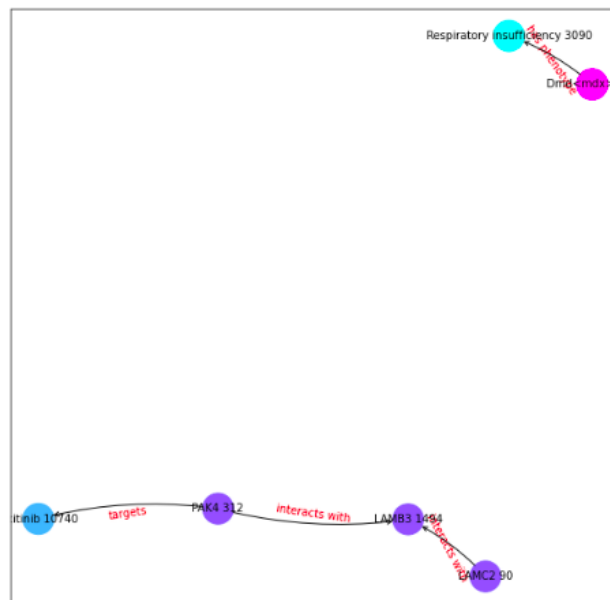 Respiratory insufficiency 3090
has phenotype
Dmd<mdx>
targets
itinib 10740
PAK4 312
interacts with
LAMB3 1494
interacts with
LAMC2 90